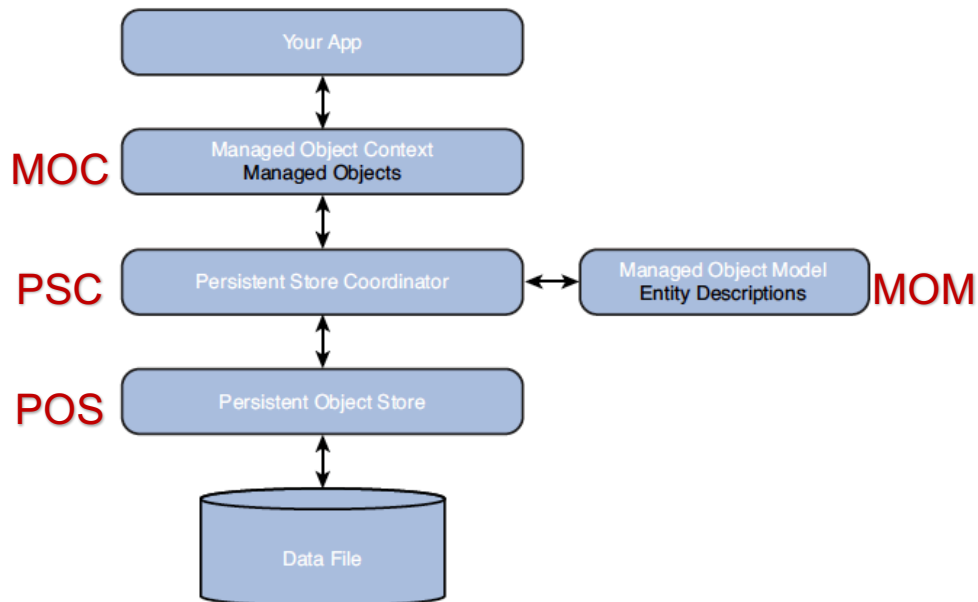 Your App
MOC
Managed Object Context
Managed Objects
PSC
Persistent Store Coordinator
Managed Object Model
Entity Descriptions
MOM
POS
Persistent Object Store
Data File